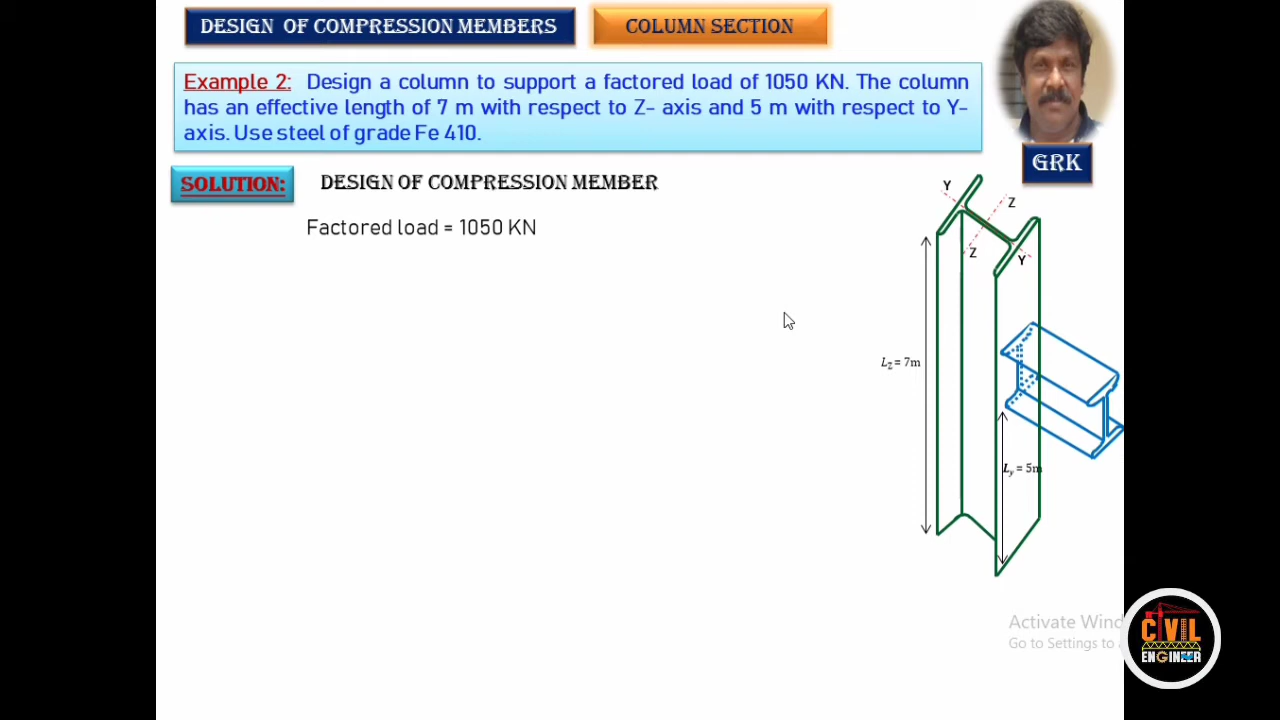 DESIGN OF COMPRESSION MEMBERS
COLUMN SECTION
Example 2: Design a column to support a factored load of 1050 KN. The column
has an effective length of 7 m with respect to Z- axis and 5 m with respect to Y-
axis. Use steel of grade Fe 410.
GRK
SOLUTION:
DESIGN OF COMPRESSION MEMBER
Factored load = 1050 KN
Y
Z
Z
Y
LZ = 7m
Ly = 5m
Activate Wind
Go to Settings to
CIVIL
ENGINEER